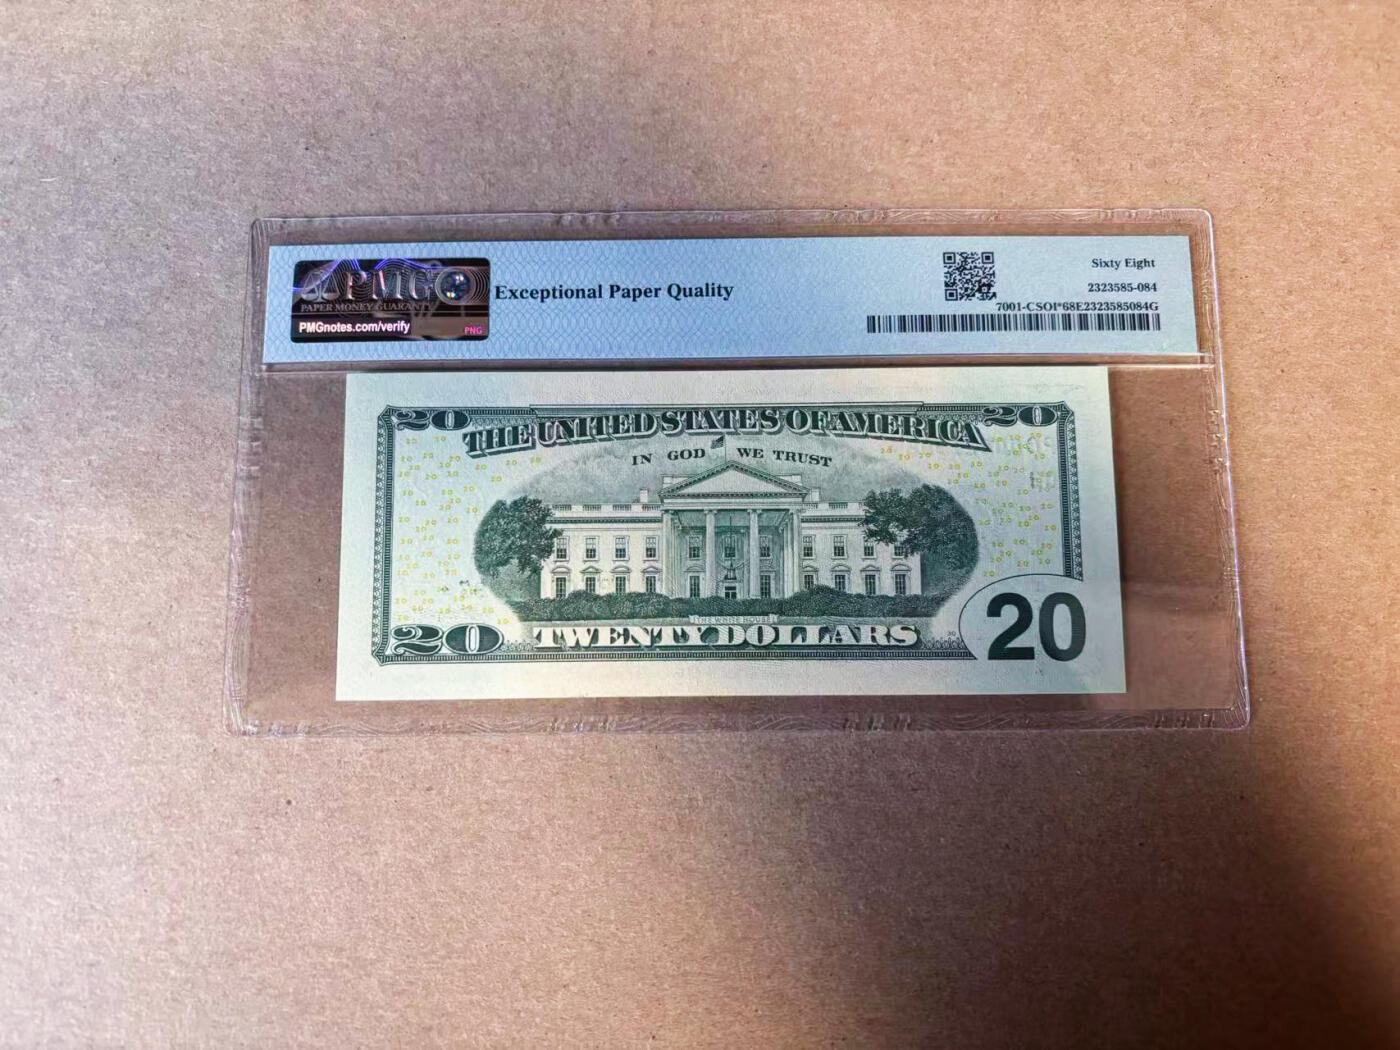 PMG
PAPER MONEY GUARANTY
PMGnotes.com/verify
PNG
Exceptional Paper Quality
Sixty Eight
2323585-084
7001-CSOI*68E2323585084G
20
THE UNITED STATES OF AMERICA
20
IN GOD WE TRUST
THE WHITE HOUSE
20
TWENTY DOLLARS
20